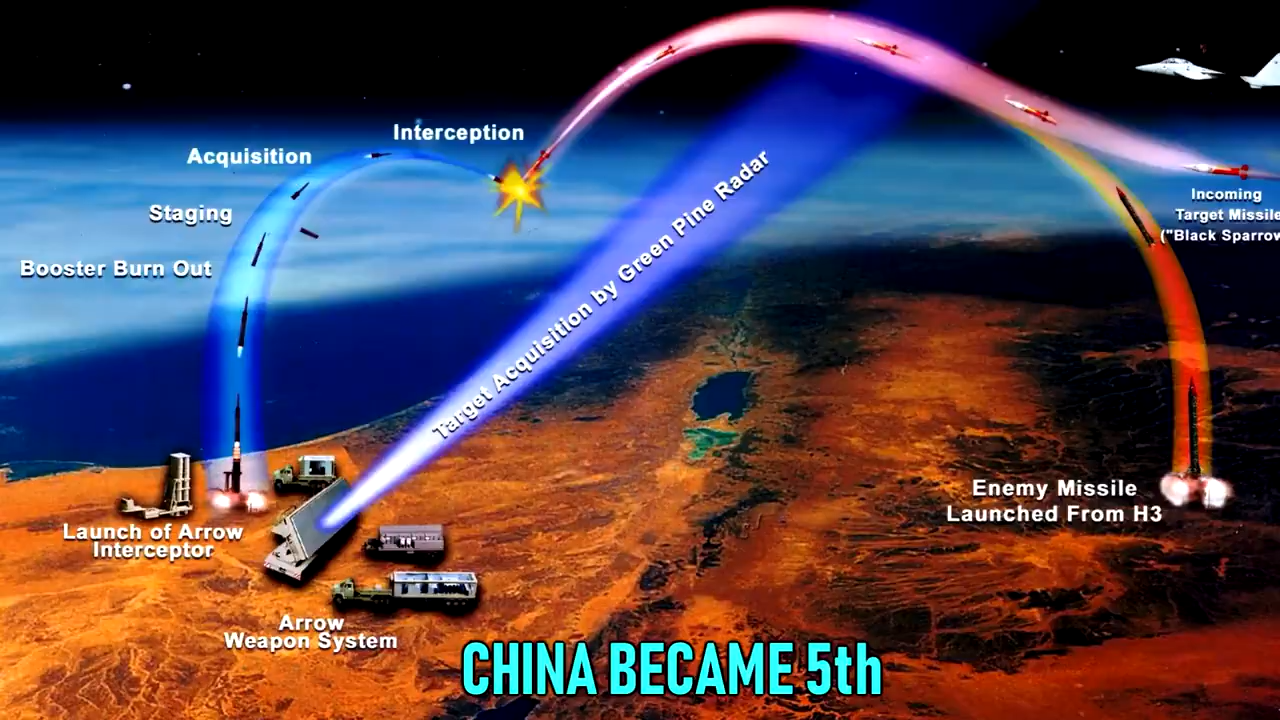 Interception
Acquisition
Staging
Booster Burn Out
Target Acquisition by Green Pine Radar
Incoming
Target Missile
("Black Sparrow
Enemy Missile
Launched From H3
Launch of Arrow
Interceptor
Arrow
Weapon System
CHINA BECAME 5th